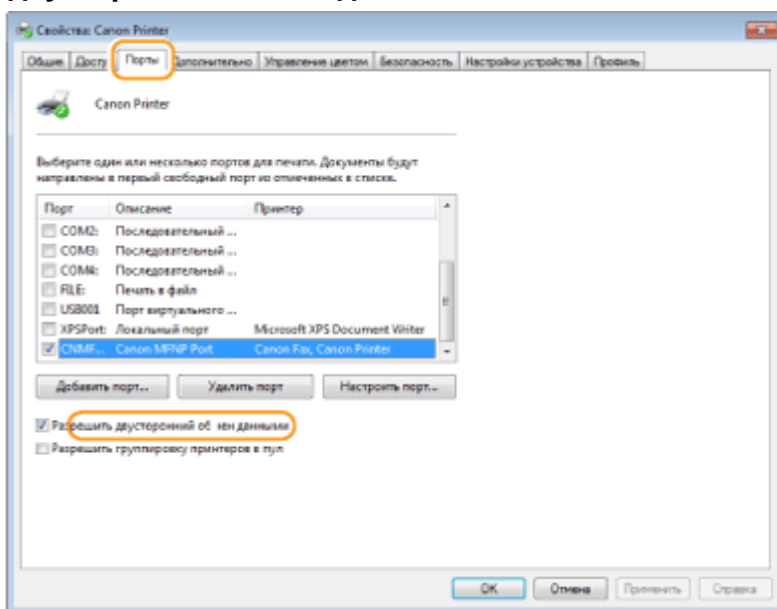 Свойства: Canon Printer
Общие Досту Порты Дополнительно Управление цветом Безопасность Настройки устройства Профиль
Canon Printer
Выберите один или несколько портов для печати. Документы будут
направлены в первый свободный порт из отмеченных в списке.
Порт Описание Принтер
COM2: Последовательный ...
COM3: Последовательный ...
COM4: Последовательный ...
FILE: Печать в файл
USB001 Порт виртуального ...
XPSPort: Локальный порт Microsoft XPS Document Writer
CNMF... Canon MFNP Port Canon Fax, Canon Printer
Добавить порт... Удалить порт Настроить порт...
Разрешить двусторонний обмен данными
Разрешить группировку принтеров в пул
OK Отмена Применить Справка